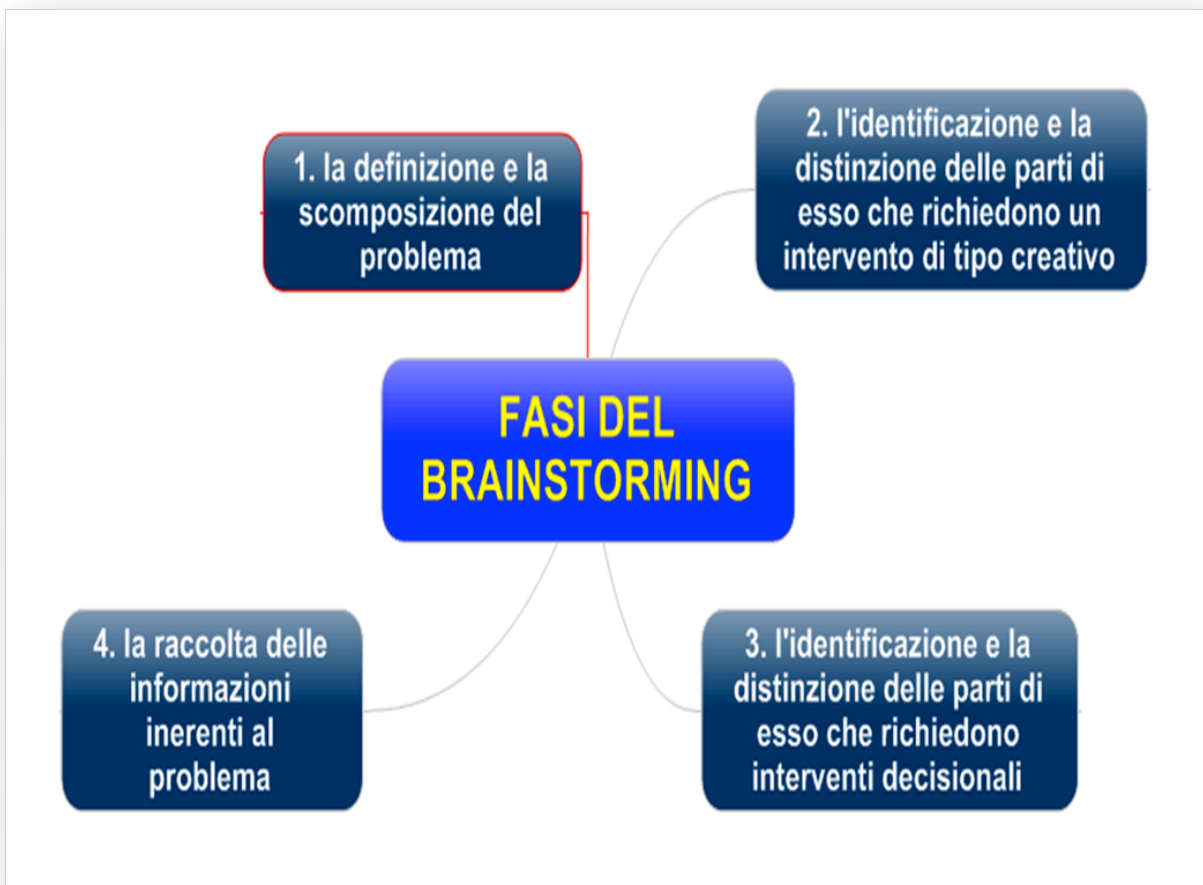 1. la definizione e la
scomposizione del
problema
2. l'identificazione e la
distinzione delle parti di
esso che richiedono un
intervento di tipo creativo
FASI DEL
BRAINSTORMING
4. la raccolta delle
informazioni
inerenti al
problema
3. l'identificazione e la
distinzione delle parti di
esso che richiedono
interventi decisionali